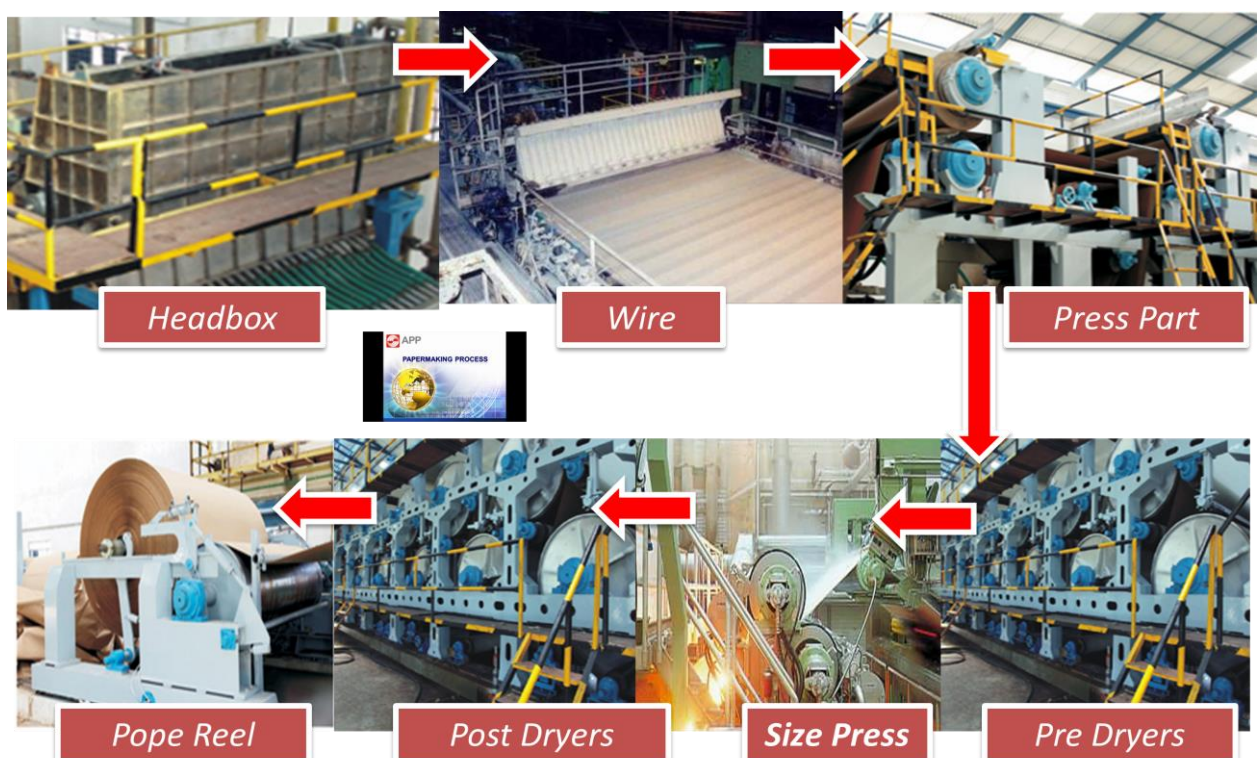 Headbox
Wire
Press Part
APP
PAPERMAKING PROCESS
Pope Reel
Post Dryers
Size Press
Pre Dryers